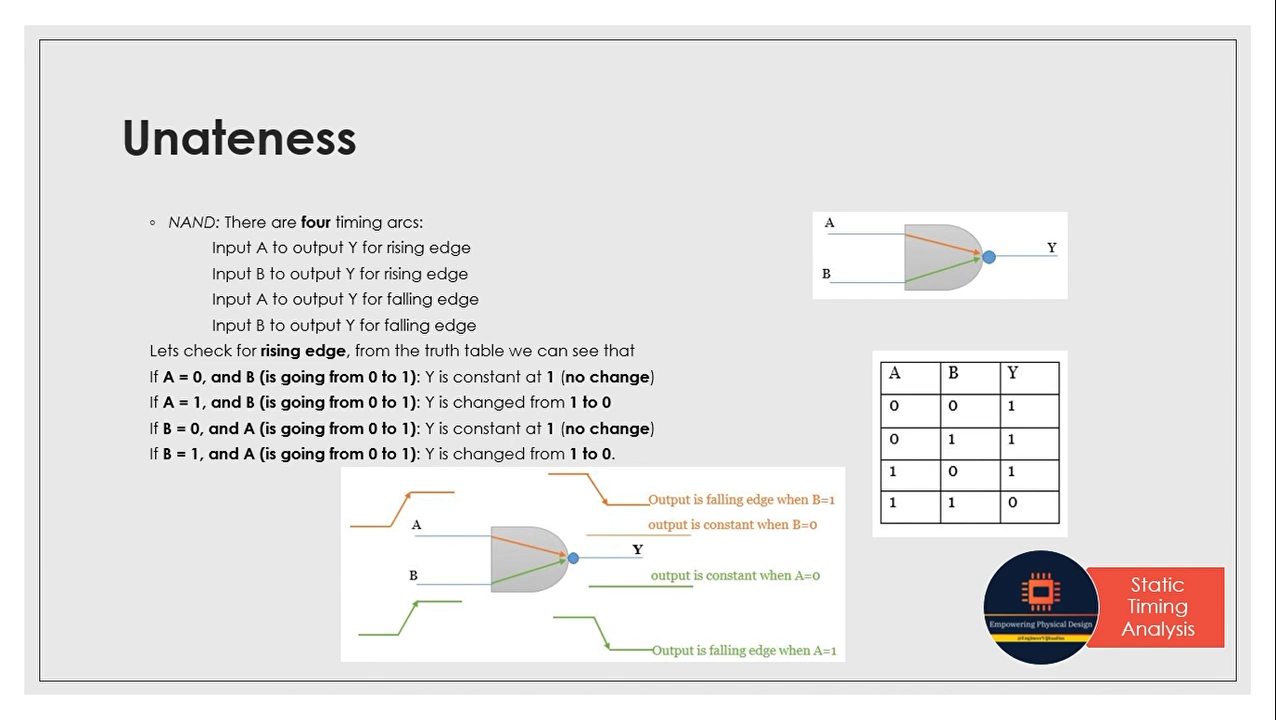 Unateness
◦ NAND: There are four timing arcs:
Input A to output Y for rising edge
Input B to output Y for rising edge
Input A to output Y for falling edge
Input B to output Y for falling edge
Lets check for rising edge, from the truth table we can see that
If A = 0, and B (is going from 0 to 1): Y is constant at 1 (no change)
If A = 1, and B (is going from 0 to 1): Y is changed from 1 to 0
If B = 0, and A (is going from 0 to 1): Y is constant at 1 (no change)
If B = 1, and A (is going from 0 to 1): Y is changed from 1 to 0.
A
B
Y
A B Y
0 0 1
0 1 1
1 0 1
1 1 0
A
B
Y
Output is falling edge when B=1
output is constant when B=0
output is constant when A=0
Output is falling edge when A=1
Empowering Physical Design
Static
Timing
Analysis